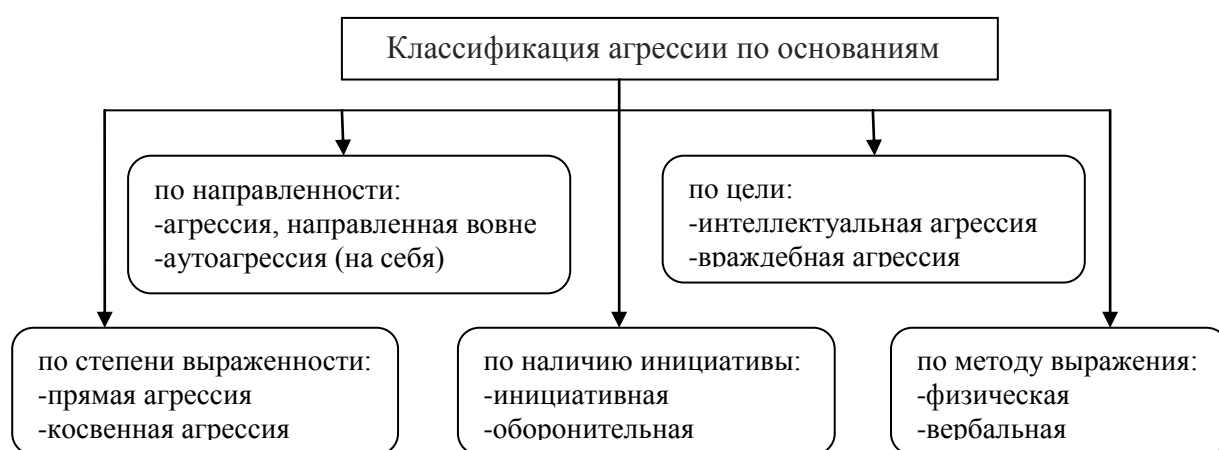 Классификация агрессии по основаниям
по направленности:
-агрессия, направленная вовне
-аутоагрессия (на себя)
по цели:
-интеллектуальная агрессия
-враждебная агрессия
по степени выраженности:
-прямая агрессия
-косвенная агрессия
по наличию инициативы:
-инициативная
-оборонительная
по методу выражения:
-физическая
-вербальная